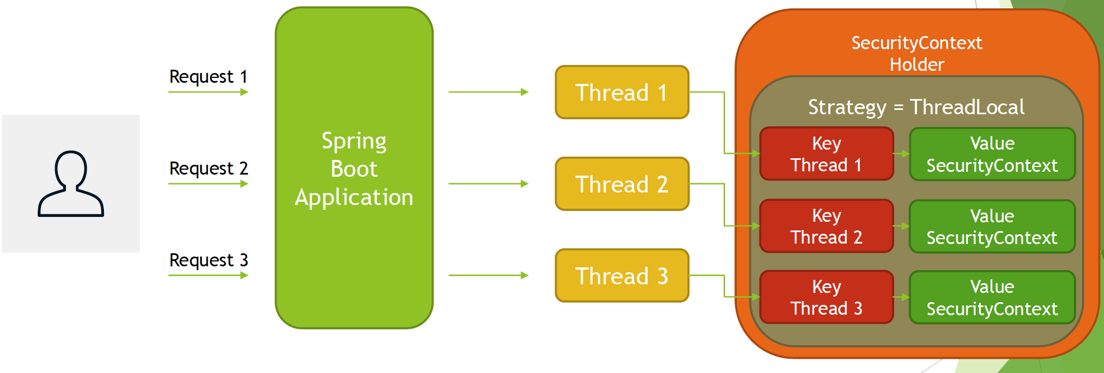 Request 1
Request 2
Request 3
Spring
Boot
Application
Thread 1
Thread 2
Thread 3
SecurityContext
Holder
Strategy = ThreadLocal
Key
Thread 1
Value
SecurityContext
Key
Thread 2
Value
SecurityContext
Key
Thread 3
Value
SecurityContext